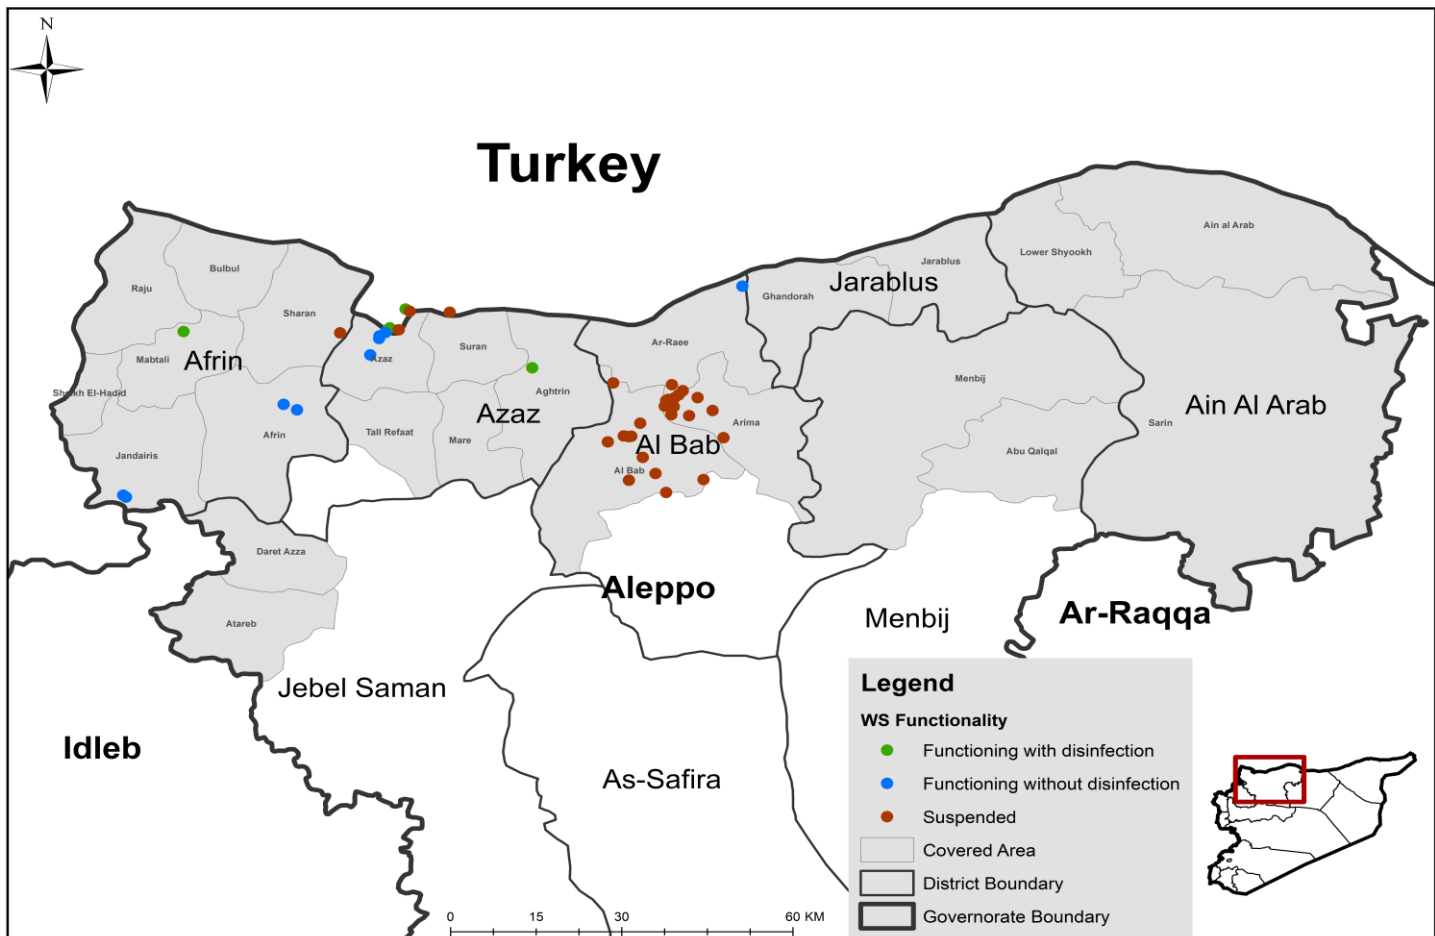 N
Turkey
Ain al Arab
Lower Shyookh
Jarablus
Bulbul
Raju
Jarablus
Ghandorah
Sharan
Ar-Raee
Suran
Azaz
Mabtali
Afrin
Menbij
Sheikh El-Hadid
Aghtrin
Azaz
Ain Al Arab
Sarin
Arima
Tall Refaat
Mare
Afrin
Al Bab
Abu Qalqal
Jandairis
Al Bab
Daret Azza
Aleppo
Atareb
Menbij
Ar-Raqqa
Jebel Saman
Idleb
As-Safira
Legend
WS Functionality
Functioning with disinfection
Functioning without disinfection
Suspended
Covered Area
District Boundary
Governorate Boundary
0 15 30 60 KM